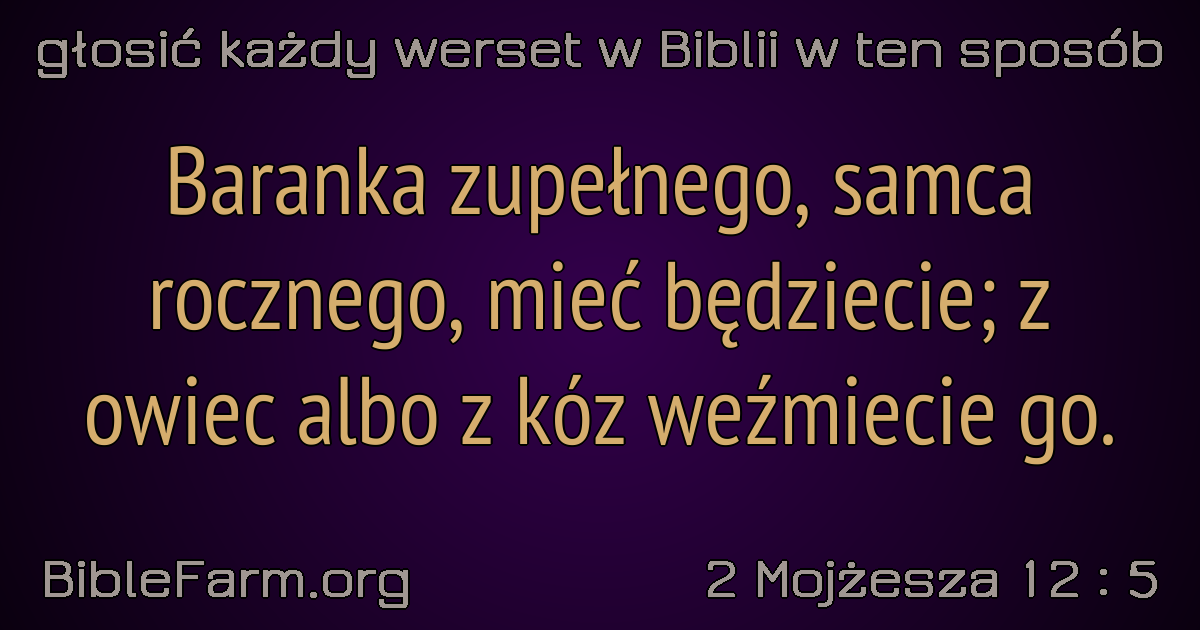 głosić każdy werset w Biblii w ten sposób
Baranka zupełnego, samca
rocznego, mieć będziecie; z
owiec albo z kóz weźmiecie go.
BibleFarm.org
2 Mojżesza 12 : 5